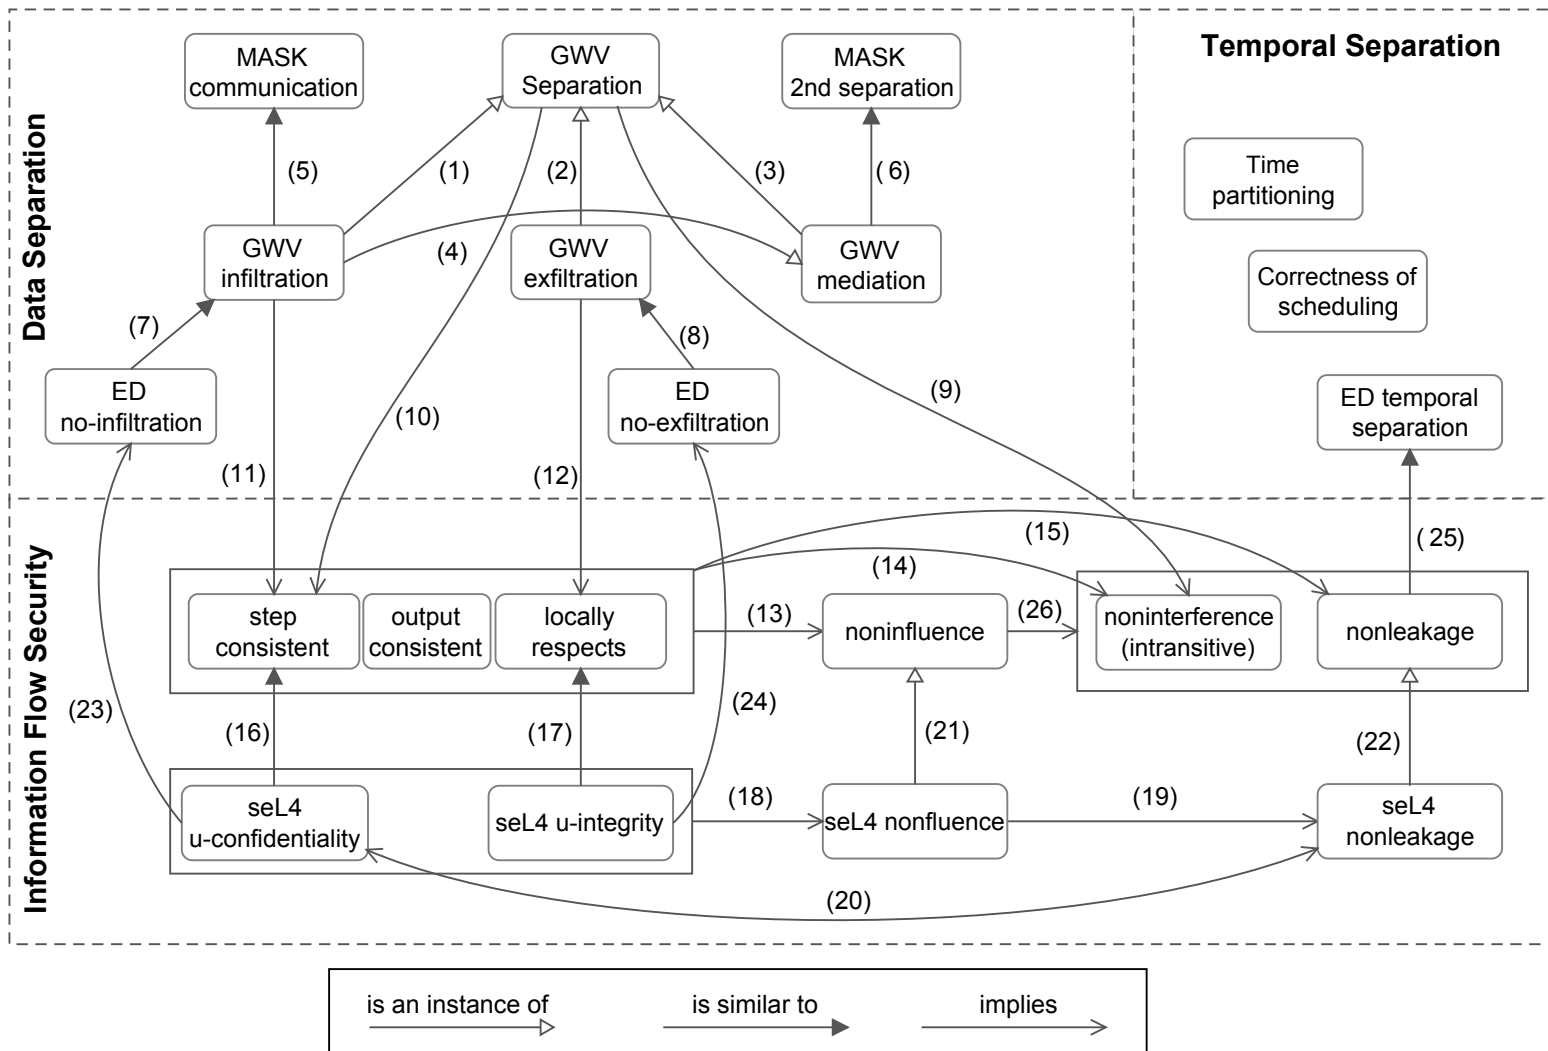 Temporal Separation
MASK
communication
GWV
Separation
MASK
2nd separation
Data Separation
(5)
(1)
(2)
(3)
( 6)
Time
partitioning
GWV
infiltration
(4)
GWV
exfiltration
GWV
mediation
Correctness of
scheduling
(7)
(8)
ED
no-infiltration
(10)
ED
no-exfiltration
(9)
ED temporal
separation
(11)
(12)
Information Flow Security
(15)
( 25)
(14)
step
consistent
output
consistent
locally
respects
(13)
noninfluence
(26)
noninterference
(intransitive)
nonleakage
(23)
(16)
(17)
(24)
(21)
(22)
seL4
u-confidentiality
seL4 u-integrity
(18)
seL4 nonfluence
(19)
seL4
nonleakage
(20)
is an instance of
is similar to
implies